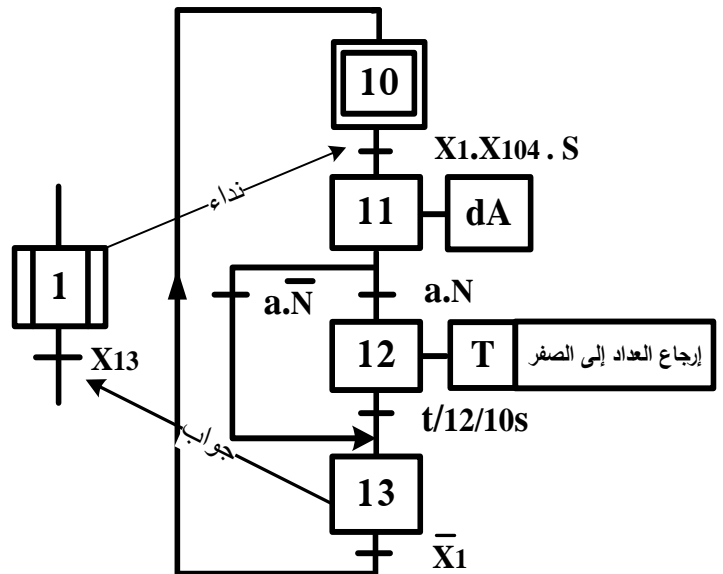 10
X1.X104 . S
نداء
11
dA
1
a.N̅
a.N
12
T
إرجاع العداد إلى الصفر
X13
t/12/10s
جواب
13
X̅1